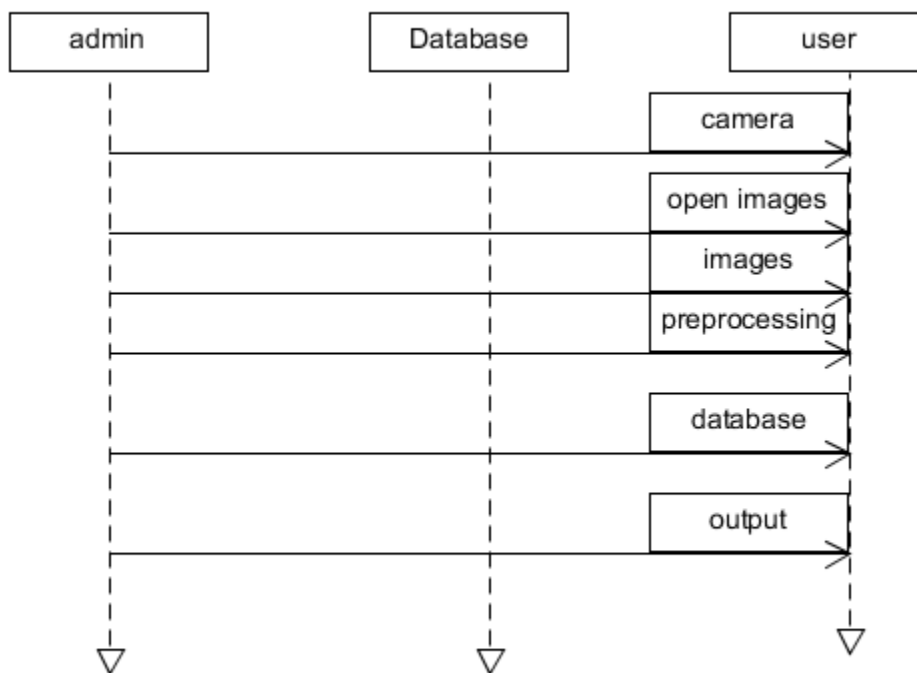 admin
Database
user
camera
open images
images
preprocessing
database
output